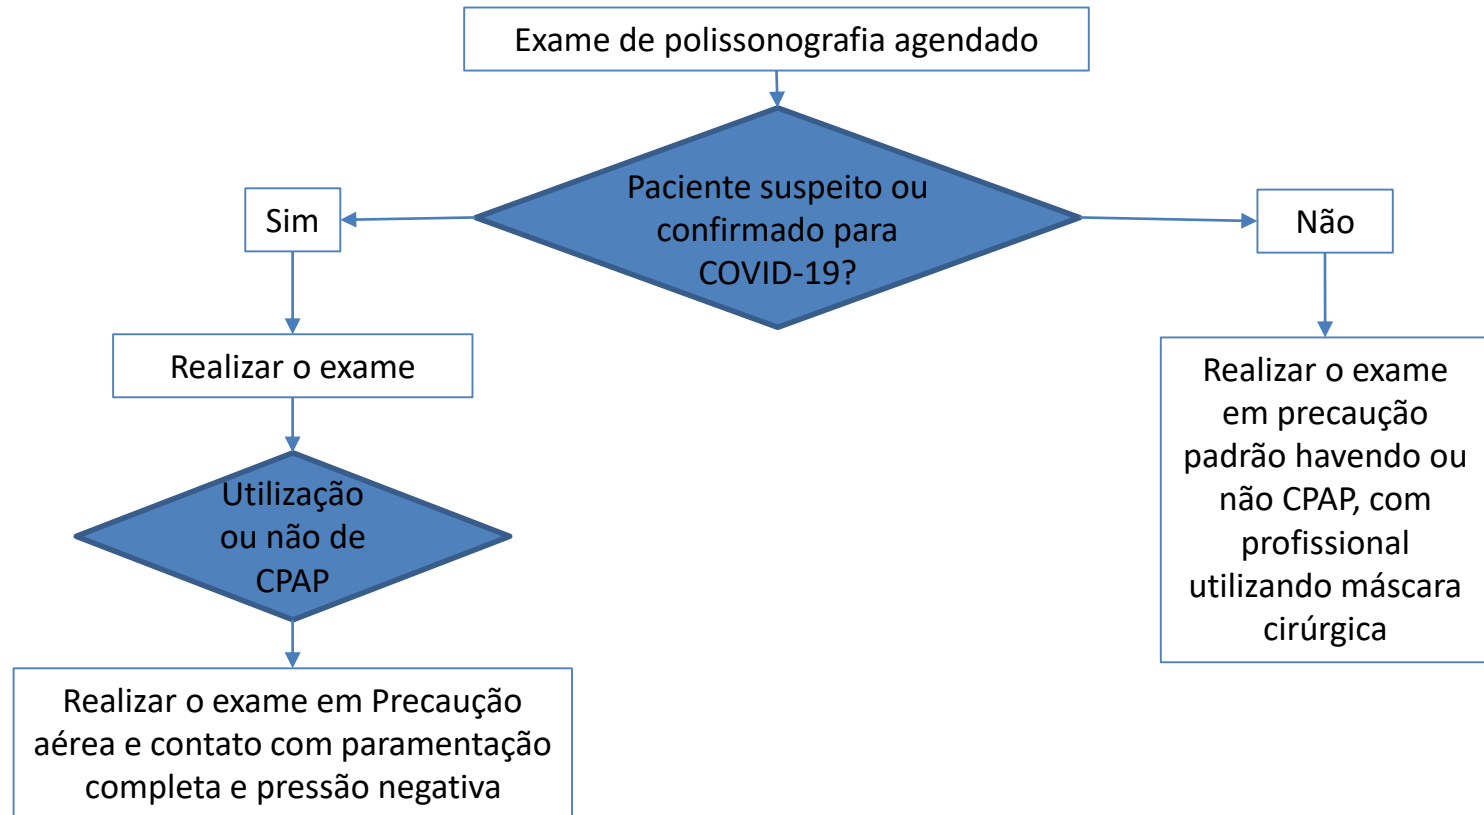 Exame de polissonografia agendado
Paciente suspeito ou
confirmado para
COVID-19?
Sim
Não
Realizar o exame
Utilização
ou não de
CPAP
Realizar o exame em Precaução
aérea e contato com paramentação
completa e pressão negativa
Realizar o exame
em precaução
padrão havendo ou
não CPAP, com
profissional
utilizando máscara
cirúrgica